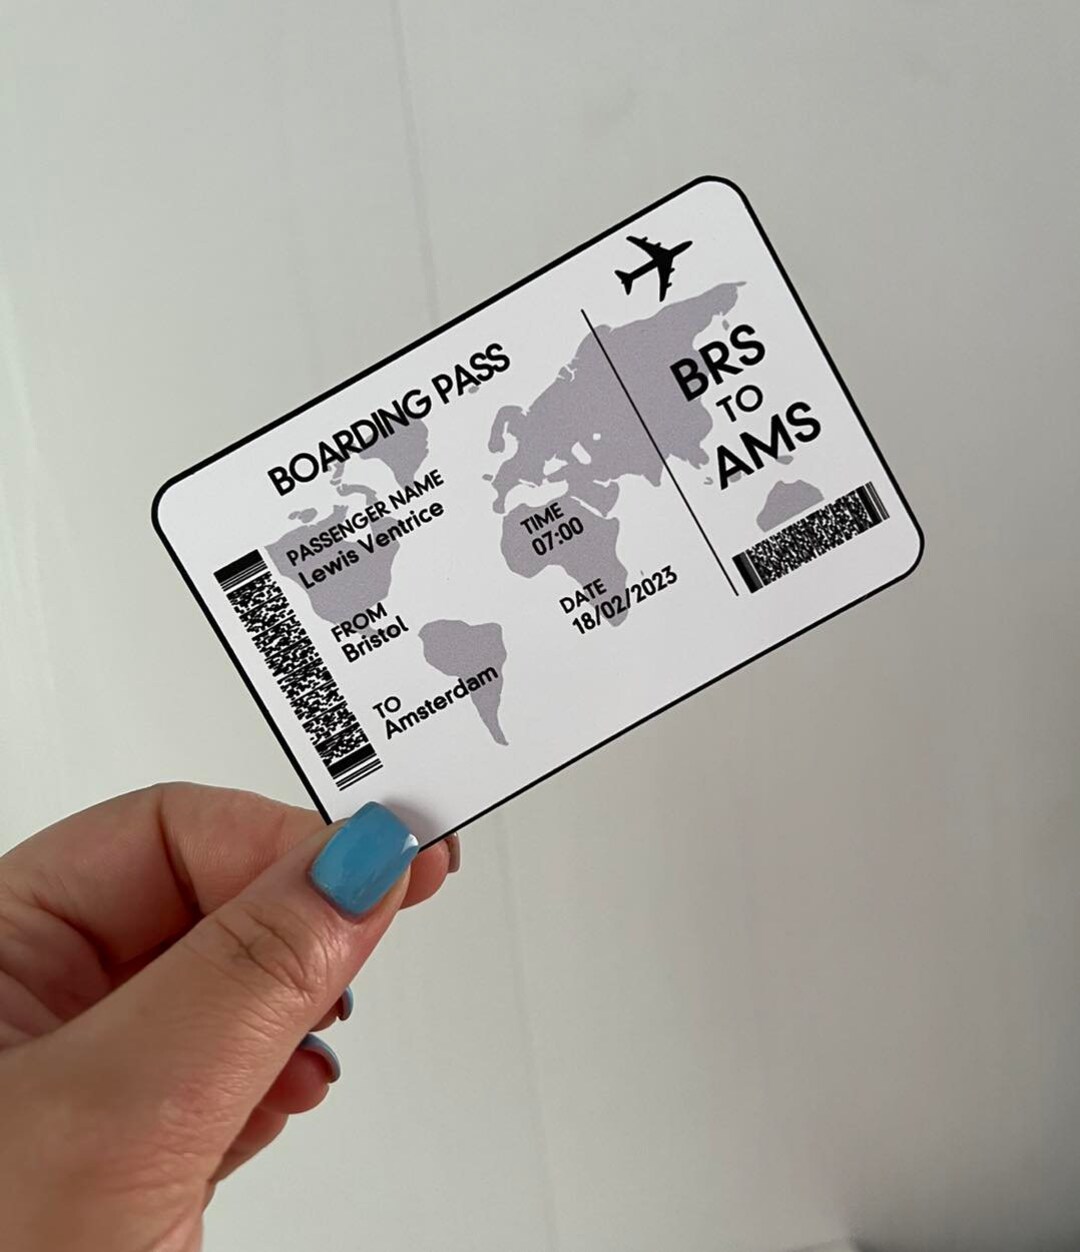 BOARDING PASS
PASSENGER NAME
Lewis Ventrice
FROM
Bristol
TO
Amsterdam
TIME
07:00
DATE
18/02/2023
BRS
TO
AMS